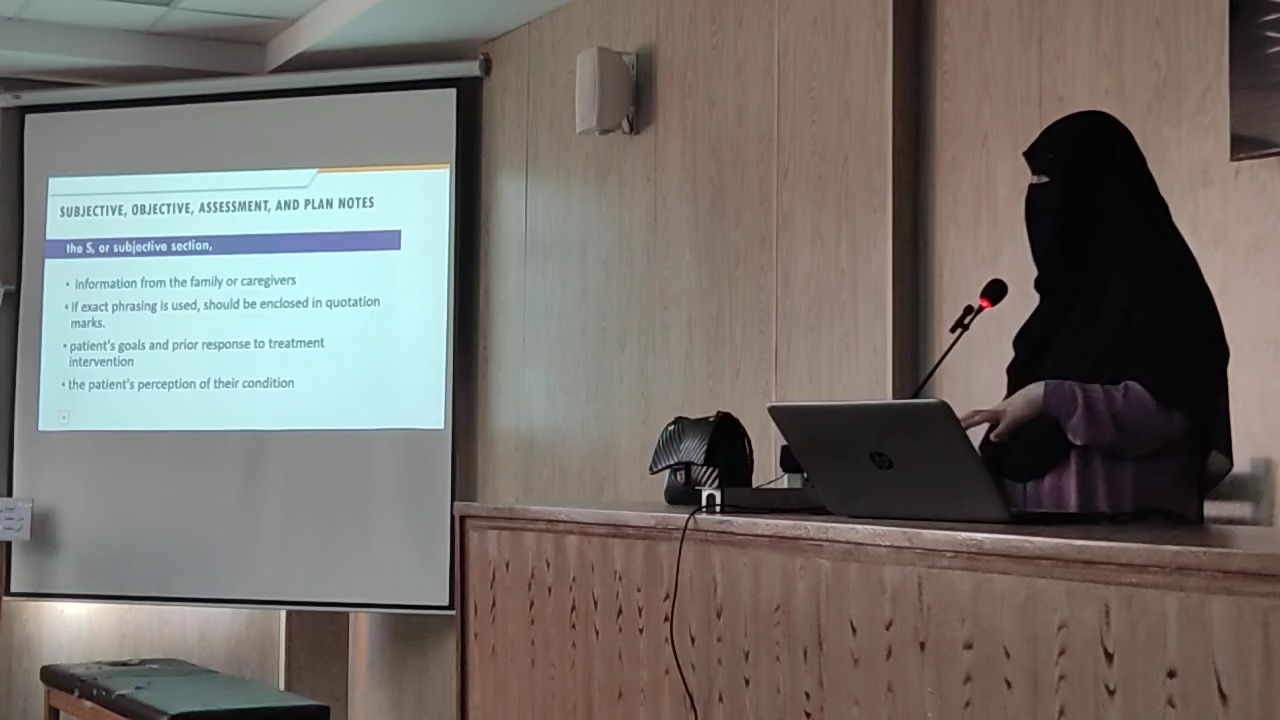 SUBJECTIVE, OBJECTIVE, ASSESSMENT, AND PLAN NOTES
the S, or subjective section,
• information from the family or caregivers
• if exact phrasing is used, should be enclosed in quotation
marks.
• patient's goals and prior response to treatment
intervention
• the patient's perception of their condition
hp